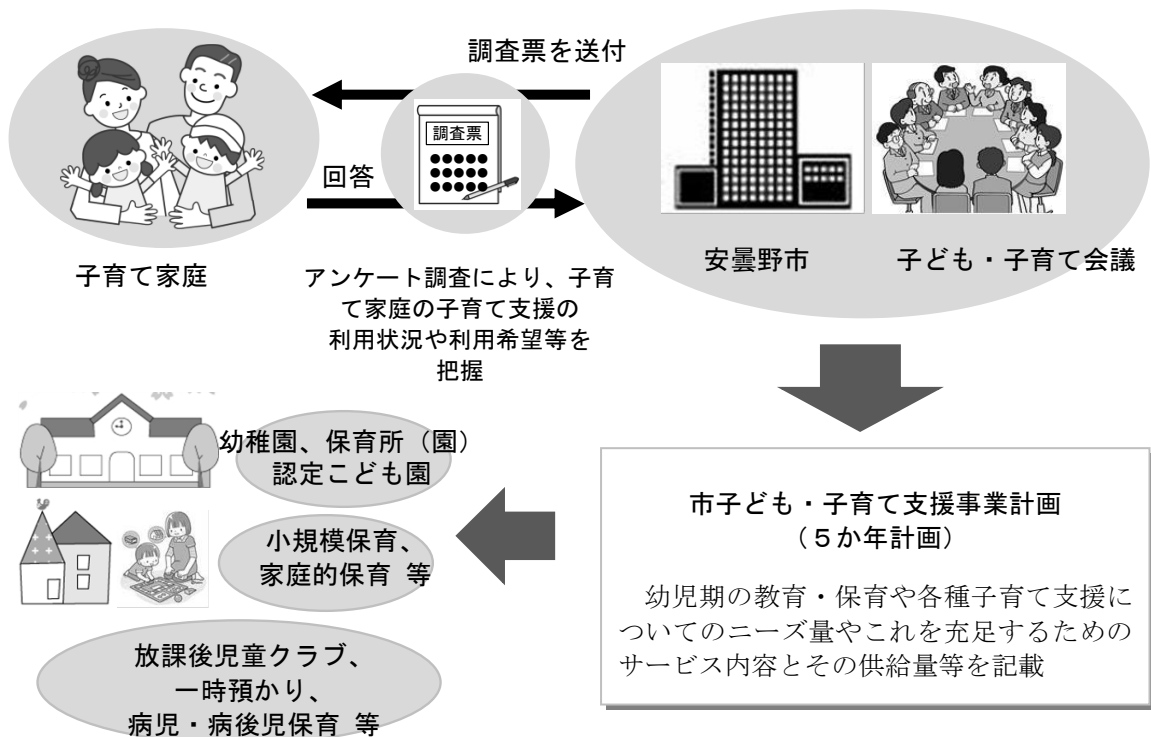 調査票を送付
調査票
回答
子育て家庭
アンケート調査により、子育
て家庭の子育て支援の
利用状況や利用希望等を
把握
安曇野市
子ども・子育て会議
市子ども・子育て支援事業計画
（５か年計画）
幼児期の教育・保育や各種子育て支援に
ついてのニーズ量やこれを充足するための
サービス内容とその供給量等を記載
幼稚園、保育所（園）
認定こども園
小規模保育、
家庭的保育 等
放課後児童クラブ、
一時預かり、
病児・病後児保育 等